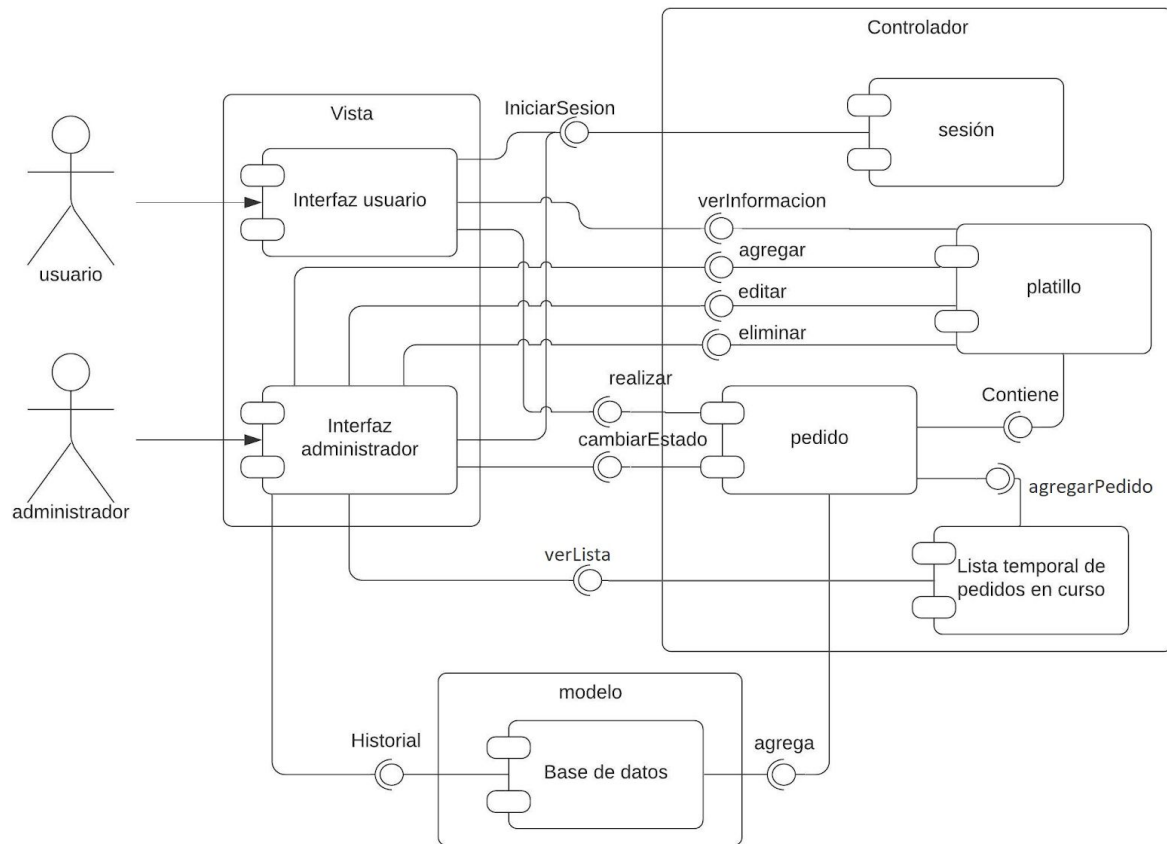 Controlador
Vista
IniciarSesion
sesión
Interfaz usuario
verInformacion
agregar
usuario
editar
platillo
eliminar
realizar
Contiene
Interfaz
administrador
cambiarEstado
pedido
agregarPedido
administrador
verLista
Lista temporal de
pedidos en curso
modelo
Historial
agrega
Base de datos